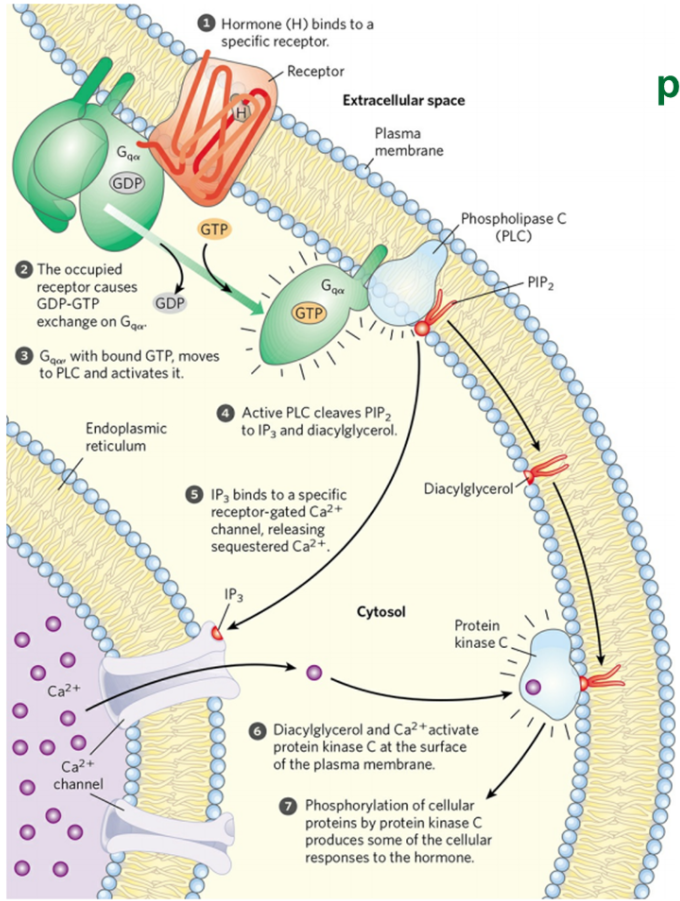 1 Hormone (H) binds to a
specific receptor.
Receptor
H
Extracellular space
p
Plasma
membrane
Gqα
GDP
GTP
Phospholipase C
(PLC)
2 The occupied
receptor causes
GDP-GTP
exchange on Gqα.
GDP
Gqα
GTP
PIP2
3 Gqα, with bound GTP, moves
to PLC and activates it.
4 Active PLC cleaves PIP2
to IP3 and diacylglycerol.
Endoplasmic
reticulum
Diacylglycerol
5 IP3 binds to a specific
receptor-gated Ca2+
channel, releasing
sequestered Ca2+.
IP3
Cytosol
Protein
kinase C
Ca2+
6 Diacylglycerol and Ca2+ activate
protein kinase C at the surface
of the plasma membrane.
Ca2+
channel
7 Phosphorylation of cellular
proteins by protein kinase C
produces some of the cellular
responses to the hormone.